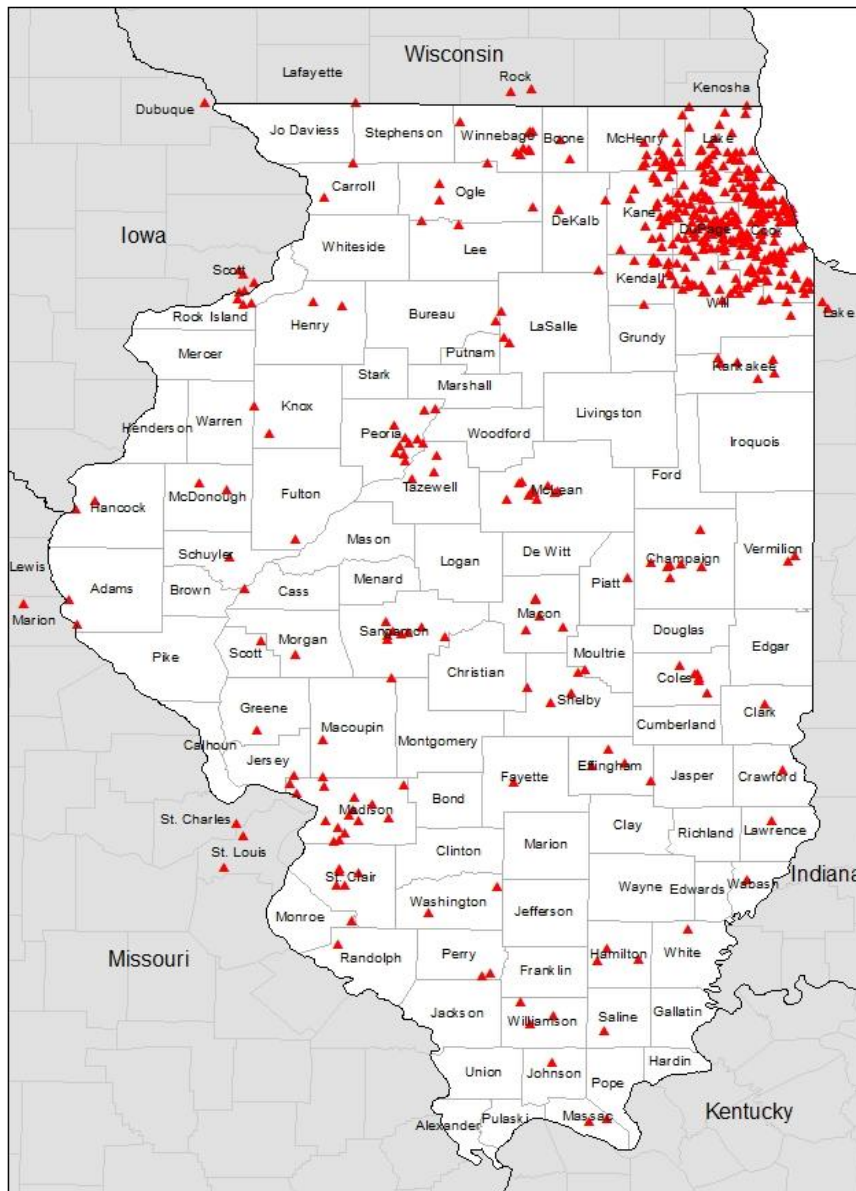 Wisconsin
Lafayette
Rock
Kenosha
Dubuque
Jo Daviess
Stephenson
Winnebago
Boone
McHenry
Lake
Carroll
Ogle
Iowa
Whiteside
Lee
DeKalb
Kane
DuPage
Cook
Scott
Rock Island
Henry
Bureau
LaSalle
Kendall
Will
Lake
Mercer
Putnam
Grundy
Stark
Marshall
Kankakee
Henderson
Warren
Knox
Peoria
Woodford
Livingston
Iroquois
Hancock
McDonough
Fulton
Tazewell
McLean
Ford
Schuyler
Mason
Logan
De Witt
Champaign
Vermilion
Lewis
Marion
Adams
Brown
Cass
Menard
Piatt
Macon
Pike
Scott
Morgan
Sangamon
Christian
Moultrie
Douglas
Edgar
Coles
Greene
Shelby
Cumberland
Clark
Calhoun
Macoupin
Montgomery
Jersey
Fayette
Effingham
Jasper
Crawford
St. Charles
Madison
Bond
Clay
Richland
Lawrence
St. Louis
Clinton
Marion
St. Clair
Wayne
Edwards
Wabash
Indiana
Washington
Jefferson
Monroe
Missouri
Randolph
Perry
Franklin
Hamilton
White
Jackson
Williamson
Saline
Gallatin
Union
Johnson
Pope
Hardin
Alexander
Pulaski
Massac
Kentucky